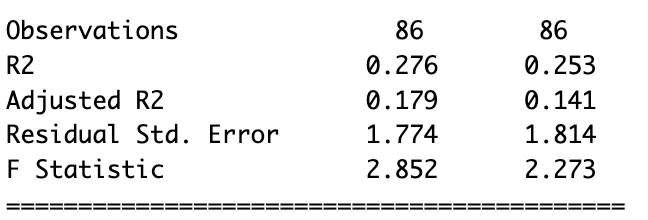 Observations 86 86
R2 0.276 0.253
Adjusted R2 0.179 0.141
Residual Std. Error 1.774 1.814
F Statistic 2.852 2.273
============================================